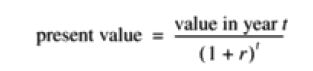 present value = value in year t / (1 + r)^t